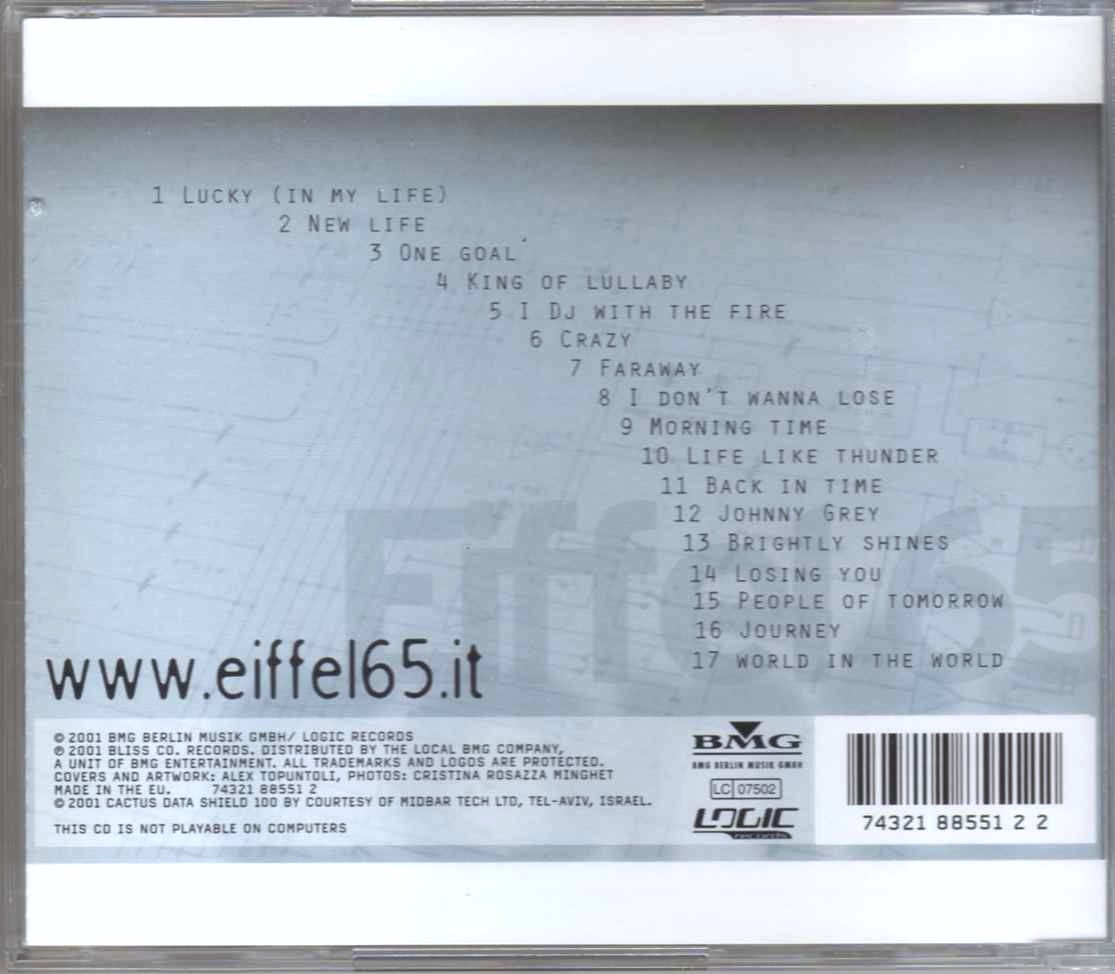 1 LUCKY (IN MY LIFE)
2 NEW LIFE
3 ONE GOAL
4 KING OF LULLABY
5 I DJ WITH THE FIRE
6 CRAZY
7 FARAWAY
8 I DON'T WANNA LOSE
9 MORNING TIME
10 LIFE LIKE THUNDER
11 BACK IN TIME
12 JOHNNY GREY
13 BRIGHTLY SHINES
14 LOSING YOU
15 PEOPLE OF TOMORROW
16 JOURNEY
17 WORLD IN THE WORLD
Eiffel 65
www.eiffel65.it
© 2001 BMG BERLIN MUSIK GMBH/ LOGIC RECORDS
℗ 2001 BLISS CO. RECORDS. DISTRIBUTED BY THE LOCAL BMG COMPANY,
A UNIT OF BMG ENTERTAINMENT. ALL TRADEMARKS AND LOGOS ARE PROTECTED.
COVERS AND ARTWORK: ALEX TOPUNTOLI, PHOTOS: CRISTINA ROSAZZA MINGHET
MADE IN THE EU. 74321 88551 2
© 2001 CACTUS DATA SHIELD 100 BY COURTESY OF MIDBAR TECH LTD, TEL-AVIV, ISRAEL.
THIS CD IS NOT PLAYABLE ON COMPUTERS
BMG
BMG BERLIN MUSIK GMBH
LC 07502
LOGIC
records
74321 88551 2 2